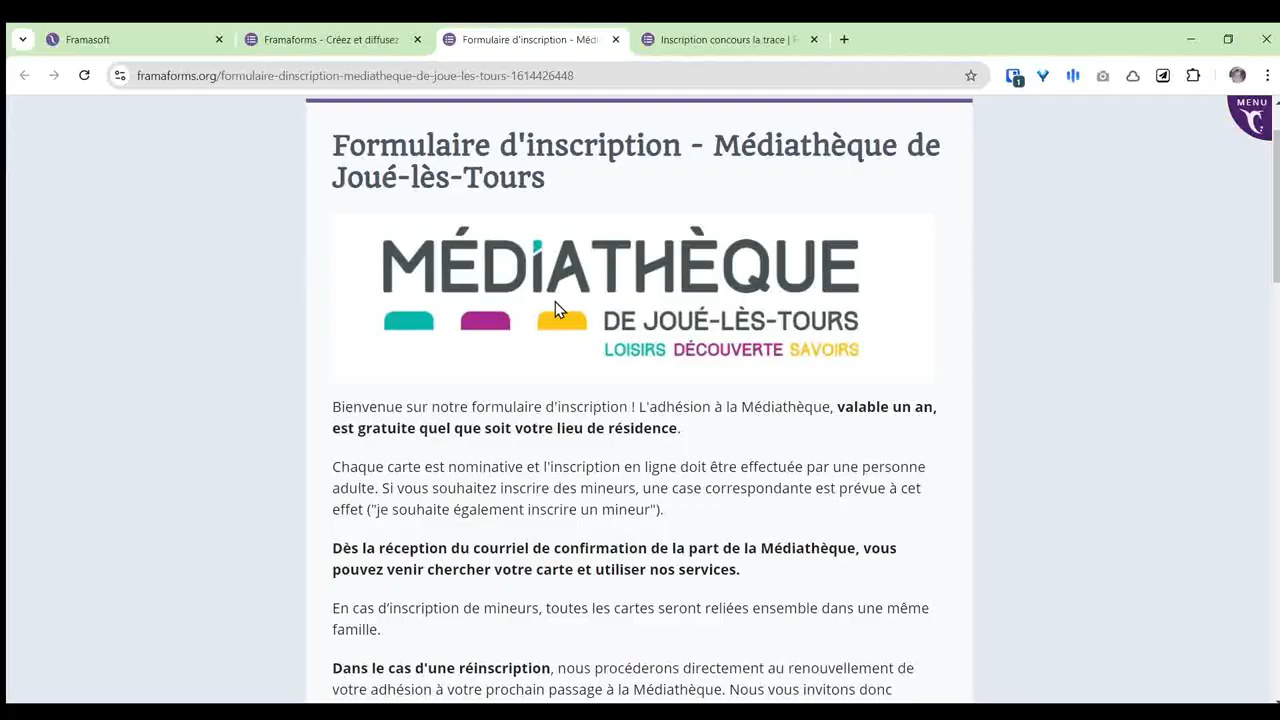 Framasoft
Framaforms - Créez et diffusez
Formulaire d'inscription - Médi
Inscription concours la trace | F
framaforms.org/formulaire-dinscription-mediatheque-de-joue-les-tours-1614426448
1
MENU
Formulaire d'inscription - Médiathèque de
Joué-lès-Tours
MÉDiATHÈQUE
DE JOUÉ-LÈS-TOURS
LOISIRS DÉCOUVERTE SAVOIRS
Bienvenue sur notre formulaire d'inscription ! L'adhésion à la Médiathèque, valable un an,
est gratuite quel que soit votre lieu de résidence.
Chaque carte est nominative et l'inscription en ligne doit être effectuée par une personne
adulte. Si vous souhaitez inscrire des mineurs, une case correspondante est prévue à cet
effet ("je souhaite également inscrire un mineur").
Dès la réception du courriel de confirmation de la part de la Médiathèque, vous
pouvez venir chercher votre carte et utiliser nos services.
En cas d’inscription de mineurs, toutes les cartes seront reliées ensemble dans une même
famille.
Dans le cas d'une réinscription, nous procéderons directement au renouvellement de
votre adhésion à votre prochain passage à la Médiathèque. Nous vous invitons donc